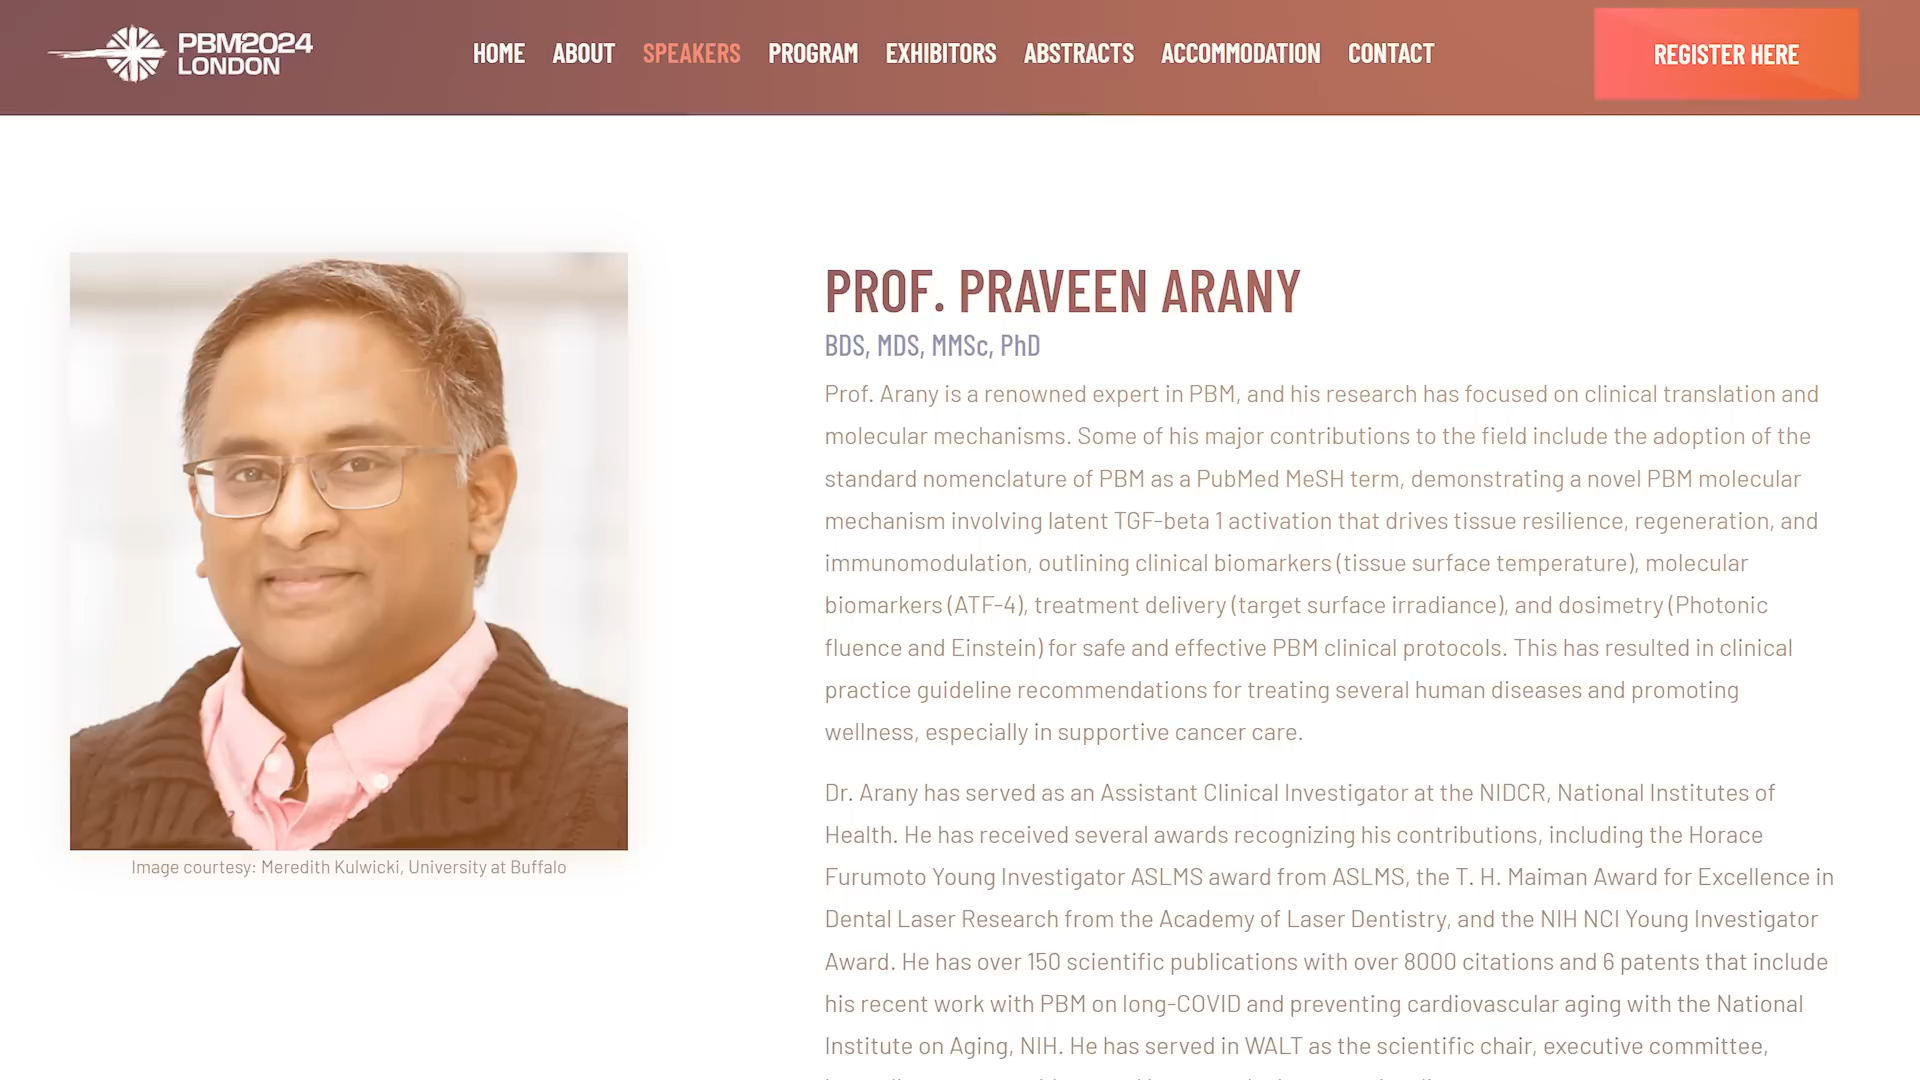 PBM2024
LONDON
HOME ABOUT SPEAKERS PROGRAM EXHIBITORS ABSTRACTS ACCOMMODATION CONTACT
REGISTER HERE
PROF. PRAVEEN ARANY
BDS, MDS, MMSc, PhD
Prof. Arany is a renowned expert in PBM, and his research has focused on clinical translation and
molecular mechanisms. Some of his major contributions to the field include the adoption of the
standard nomenclature of PBM as a PubMed MeSH term, demonstrating a novel PBM molecular
mechanism involving latent TGF-beta 1 activation that drives tissue resilience, regeneration, and
immunomodulation, outlining clinical biomarkers (tissue surface temperature), molecular
biomarkers (ATF-4), treatment delivery (target surface irradiance), and dosimetry (Photonic
fluence and Einstein) for safe and effective PBM clinical protocols. This has resulted in clinical
practice guideline recommendations for treating several human diseases and promoting
wellness, especially in supportive cancer care.
Dr. Arany has served as an Assistant Clinical Investigator at the NIDCR, National Institutes of
Health. He has received several awards recognizing his contributions, including the Horace
Furumoto Young Investigator ASLMS award from ASLMS, the T. H. Maiman Award for Excellence in
Dental Laser Research from the Academy of Laser Dentistry, and the NIH NCI Young Investigator
Award. He has over 150 scientific publications with over 8000 citations and 6 patents that include
his recent work with PBM on long-COVID and preventing cardiovascular aging with the National
Institute on Aging, NIH. He has served in WALT as the scientific chair, executive committee,
Image courtesy: Meredith Kulwicki, University at Buffalo